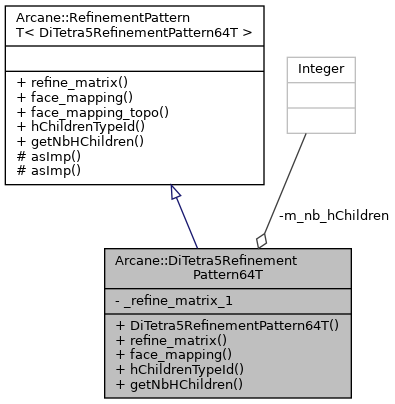 Arcane::RefinementPattern
T< DiTetra5RefinementPattern64T >
+ refine_matrix()
+ face_mapping()
+ face_mapping_topo()
+ hChildrenTypeId()
+ getNbHChildren()
# asImp()
# asImp()
Integer
-m_nb_hChildren
Arcane::DiTetra5Refinement
Pattern64T
- _refine_matrix_1
+ DiTetra5RefinementPattern64T()
+ refine_matrix()
+ face_mapping()
+ hChildrenTypeId()
+ getNbHChildren()